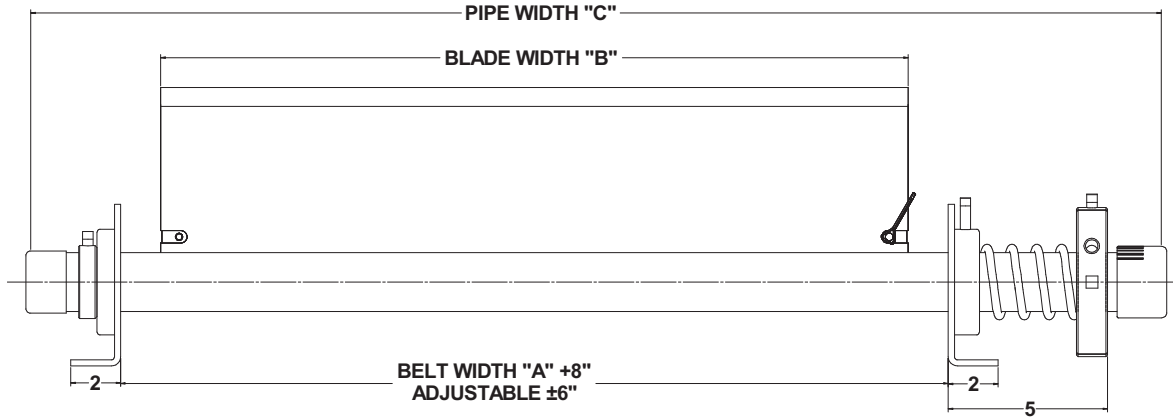 PIPE WIDTH "C"
BLADE WIDTH "B"
BELT WIDTH "A" +8"
ADJUSTABLE ±6"
2
2
5